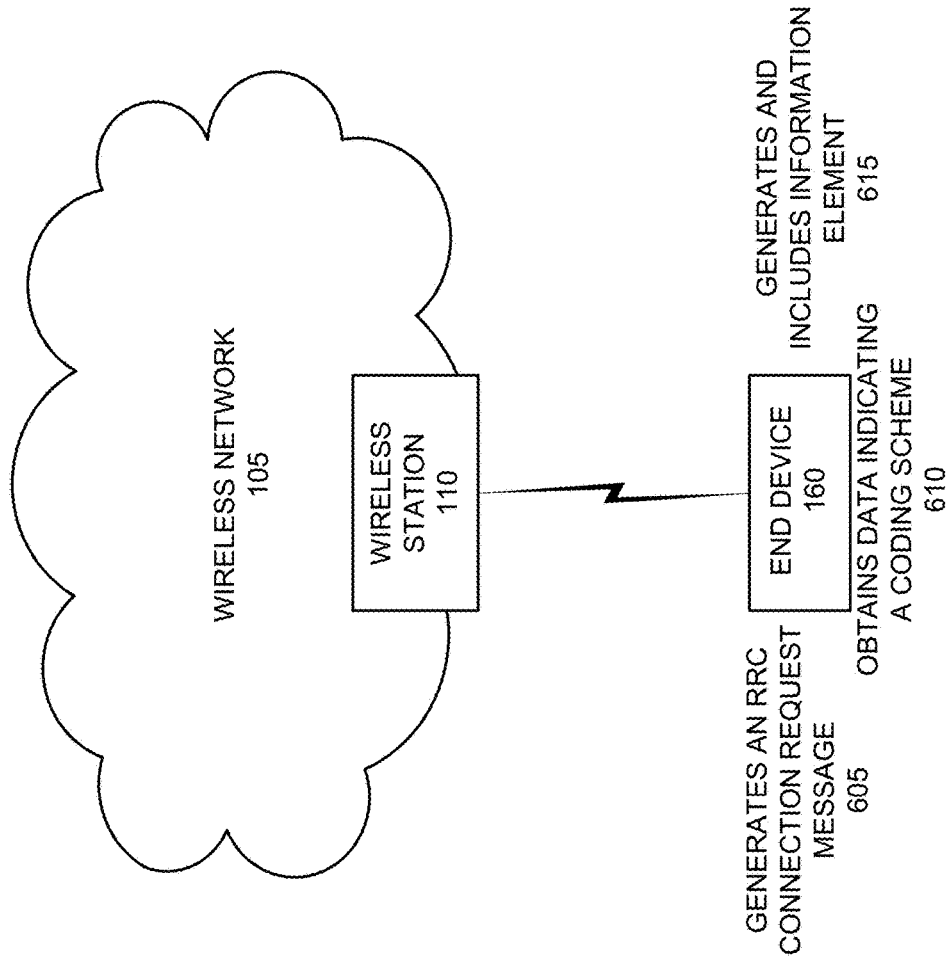 WIRELESS NETWORK
105
WIRELESS
STATION
110
END DEVICE
160
GENERATES AN RRC
CONNECTION REQUEST
MESSAGE
605
OBTAINS DATA INDICATING
A CODING SCHEME
610
GENERATES AND
INCLUDES INFORMATION
ELEMENT
615